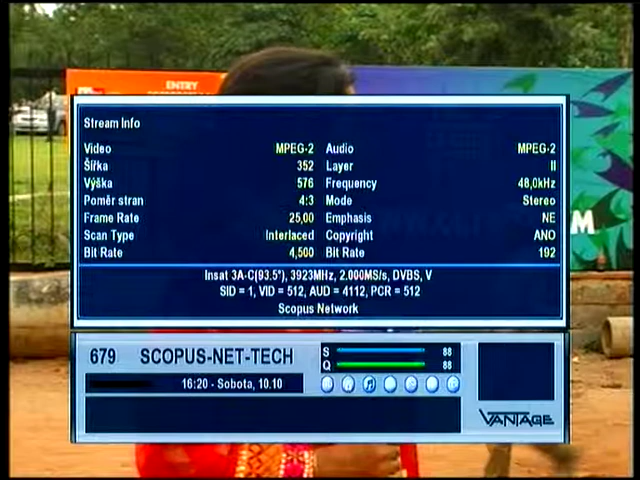 ENTRY
Stream Info
Video MPEG-2 Audio MPEG-2
Šířka 352 Layer II
Výška 576 Frequency 48,0kHz
Poměr stran 4:3 Mode Stereo
Frame Rate 25,00 Emphasis NE
Scan Type Interlaced Copyright ANO
Bit Rate 4,500 Bit Rate 192
Insat 3A-C(93.5°), 3923MHz, 2.000MS/s, DVBS, V
SID = 1, VID = 512, AUD = 4112, PCR = 512
Scopus Network
679 SCOPUS-NET-TECH S 88
Q 88
16:20 - Sobota, 10.10
VANTAGE